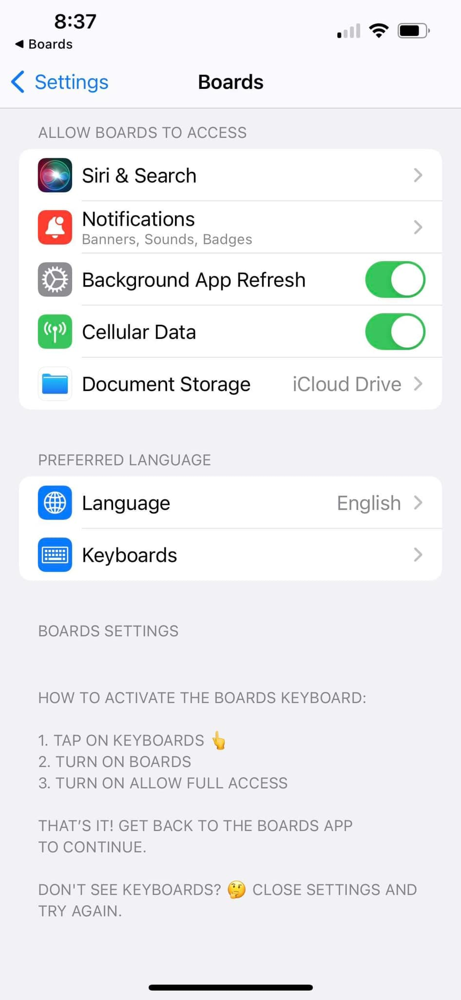 8:37
◀ Boards
Settings
Boards
ALLOW BOARDS TO ACCESS
Siri & Search
Notifications
Banners, Sounds, Badges
Background App Refresh
Cellular Data
Document Storage
iCloud Drive
PREFERRED LANGUAGE
Language
English
Keyboards
BOARDS SETTINGS
HOW TO ACTIVATE THE BOARDS KEYBOARD:
1. TAP ON KEYBOARDS 👆
2. TURN ON BOARDS
3. TURN ON ALLOW FULL ACCESS
THAT’S IT! GET BACK TO THE BOARDS APP
TO CONTINUE.
DON'T SEE KEYBOARDS? 🤔 CLOSE SETTINGS AND
TRY AGAIN.